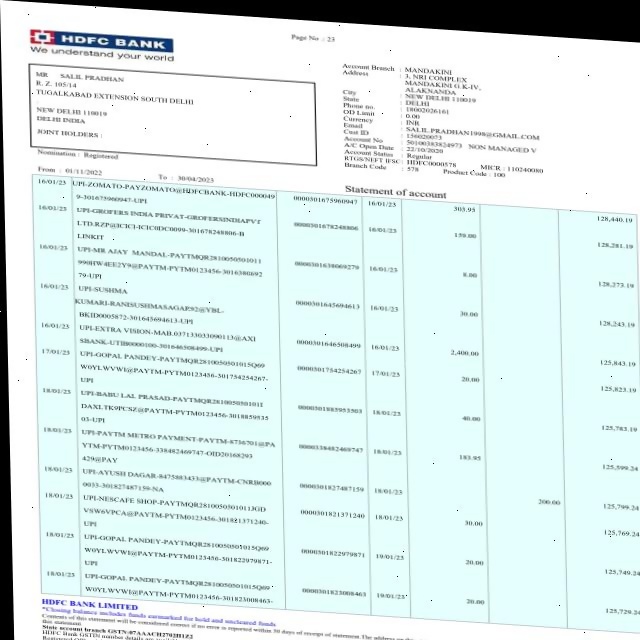 Page No : 23
HDFC BANK
We understand your world
MR SALIL PRADHAN
R. Z. 105/14
TUGALKABAD EXTENSION SOUTH DELHI
NEW DELHI 110019
DELHI INDIA
JOINT HOLDERS :
Nomination : Registered
From : 01/11/2022 To : 30/04/2023
Account Branch : MANDAKINI
Address : 3, NRI COMPLEX
MANDAKINI G.K-IV,
ALAKNANDA
City : NEW DELHI 110019
State : DELHI
Phone no. : 18002026161
OD Limit : 0.00
Currency : INR
Email : SALIL.PRADHAN1998@GMAIL.COM
Cust ID : 156020073
Account No : 50100383824973 NON MANAGED V
A/C Open Date : 22/10/2020
Account Status : Regular
RTGS/NEFT IFSC : HDFC0000578 MICR : 110240080
Branch Code : 578 Product Code : 100
Statement of account
16/01/23 UPI-ZOMATO-PAYZOMATO@HDFCBANK-HDFC000049 0000301675960947 16/01/23 303.95 128,440.19
9-301675960947-UPI
16/01/23 UPI-GROFERS INDIA PRIVAT-GROFERSINDIAPVT 0000301678248806 16/01/23 159.00 128,281.19
LTD.RZP@ICICI-ICIC0DC0099-301678248806-B
LINKIT
16/01/23 UPI-MR AJAY MANDAL-PAYTMQR2810050501011 0000301638069279 16/01/23 8.00 128,273.19
990HW4EE2Y9@PAYTM-PYTM0123456-3016380692
79-UPI
16/01/23 UPI-SUSHMA 0000301645694613 16/01/23 30.00 128,243.19
KUMARI-RANISUSHMASAGAR92@YBL-
BKID0005872-301645694613-UPI
16/01/23 UPI-EXTRA VISION-MAB.037133033090113@AXI 0000301646508499 16/01/23 2,400.00 125,843.19
SBANK-UTIB0000100-301646508499-UPI
17/01/23 UPI-GOPAL PANDEY-PAYTMQR2810050501015Q69 0000301754254267 17/01/23 20.00 125,823.19
W0YLWVWI@PAYTM-PYTM0123456-301754254267-
UPI
18/01/23 UPI-BABU LAL PRASAD-PAYTMQR281005050101I 0000301885953503 18/01/23 40.00 125,783.19
DAXLTK9PCSZ@PAYTM-PYTM0123456-3018859535
03-UPI
18/01/23 UPI-PAYTM METRO PAYMENT-PAYTM-8736701@PA 0000338482469747 18/01/23 183.95 125,599.24
YTM-PYTM0123456-338482469747-OID20168293
429@PAY
18/01/23 UPI-AYUSH DAGAR-8475883433@PAYTM-CNRB000 0000301827487159 18/01/23 200.00 125,799.24
0033-301827487159-NA
18/01/23 UPI-NESCAFE SHOP-PAYTMQR281005050101JGD 0000301821371240 18/01/23 30.00 125,769.24
VSW6VPCA@PAYTM-PYTM0123456-301821371240-
UPI
18/01/23 UPI-GOPAL PANDEY-PAYTMQR2810050501015Q69 0000301822979871 19/01/23 20.00 125,749.24
W0YLWVWI@PAYTM-PYTM0123456-301822979871-
UPI
18/01/23 UPI-GOPAL PANDEY-PAYTMQR2810050501015Q69 0000301823008463 19/01/23 20.00 125,729.24
W0YLWVWI@PAYTM-PYTM0123456-301823008463-
UPI
HDFC BANK LIMITED
*Closing balance includes funds earmarked for hold and uncleared funds
Contents of this statement will be considered correct if no error is reported within 30 days of receipt of statement. The address on
this statement
State account branch GSTN:07AAACH2702H1Z2
HDFC Bank GSTIN number details are